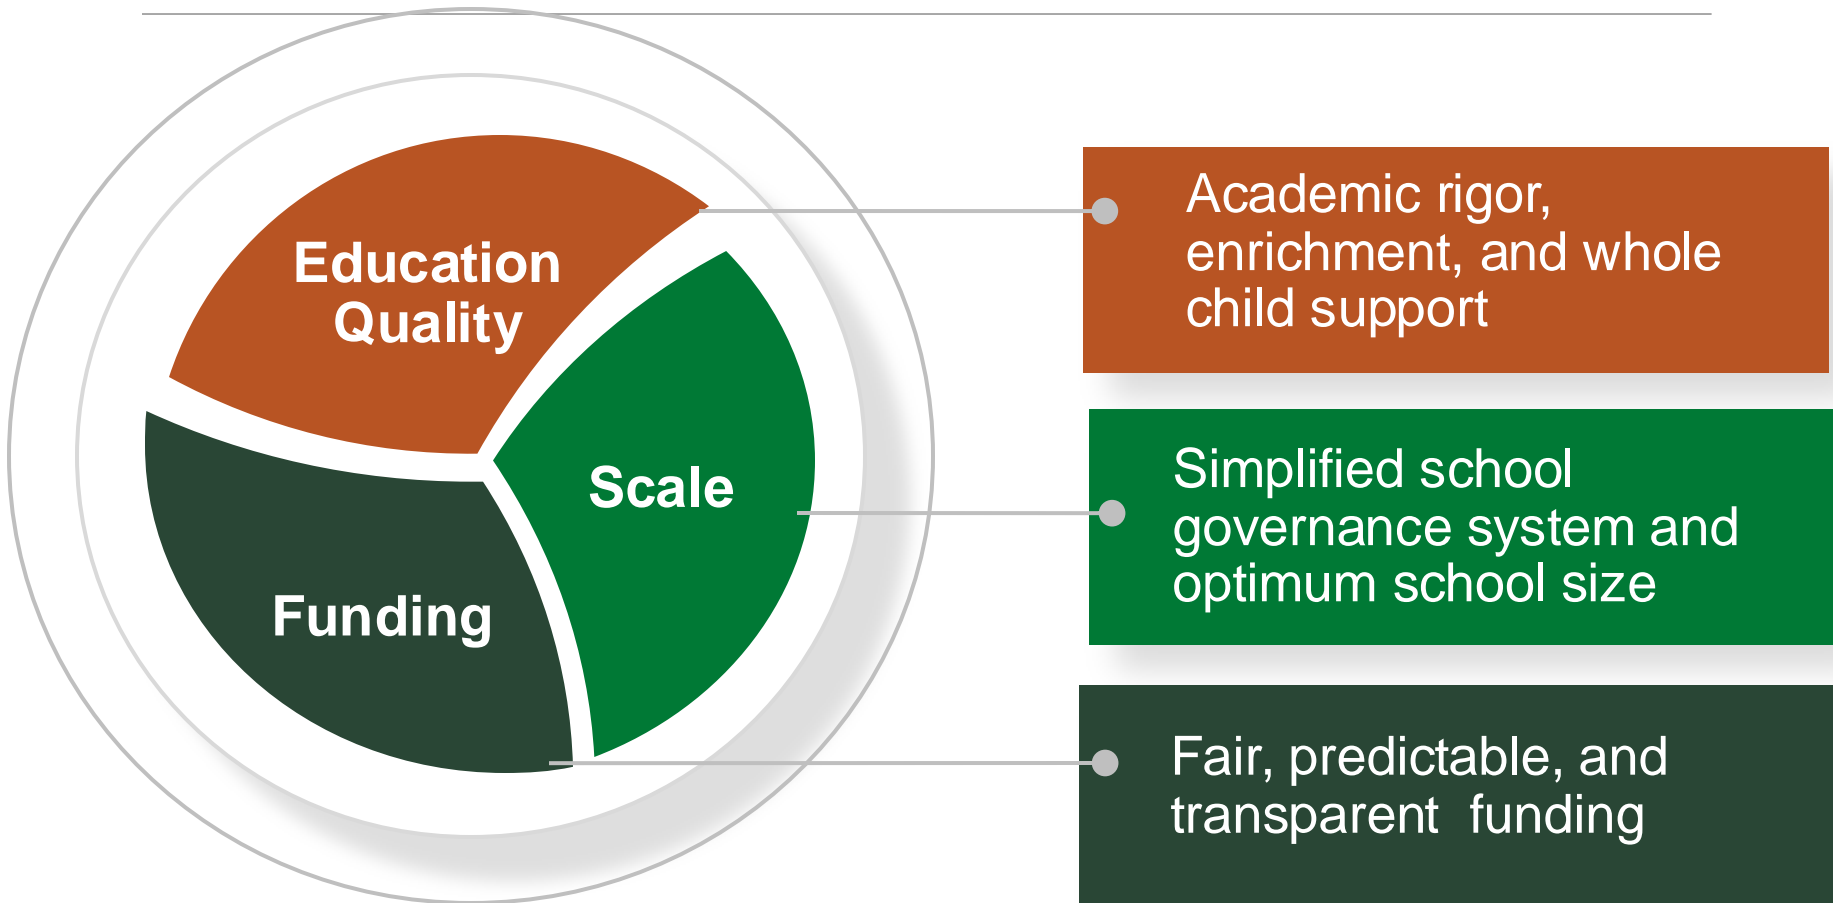 Education
Quality
Scale
Funding
Academic rigor,
enrichment, and whole
child support
Simplified school
governance system and
optimum school size
Fair, predictable, and
transparent  funding